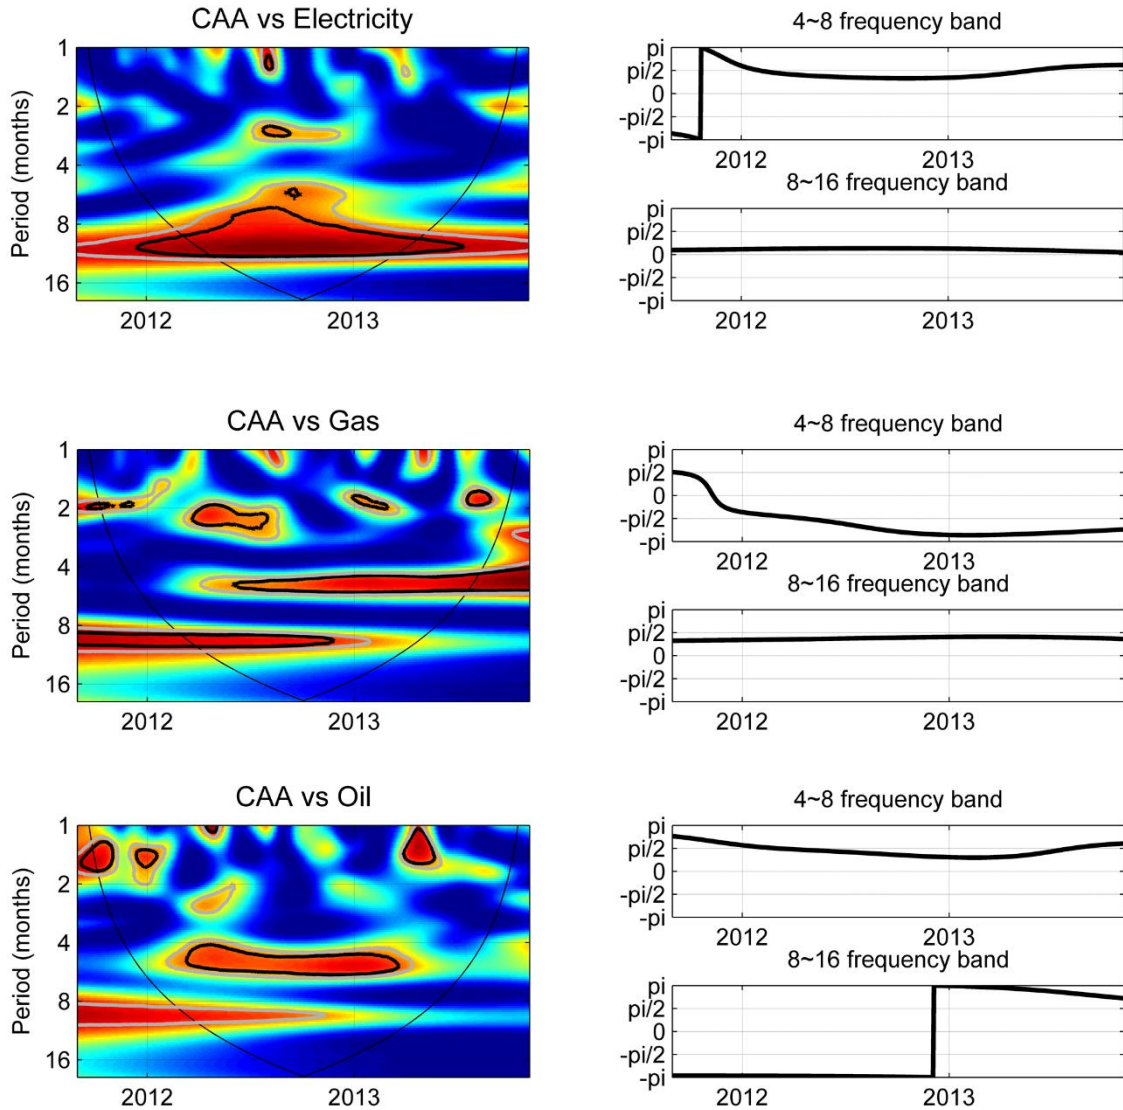 CAA vs Electricity
1
2
4
8
16
Period (months)
2012 2013
4~8 frequency band
pi
pi/2
0
-pi/2
-pi
2012 2013
8~16 frequency band
pi
pi/2
0
-pi/2
-pi
2012 2013
CAA vs Gas
1
2
4
8
16
Period (months)
2012 2013
4~8 frequency band
pi
pi/2
0
-pi/2
-pi
2012 2013
8~16 frequency band
pi
pi/2
0
-pi/2
-pi
2012 2013
CAA vs Oil
1
2
4
8
16
Period (months)
2012 2013
4~8 frequency band
pi
pi/2
0
-pi/2
-pi
2012 2013
8~16 frequency band
pi
pi/2
0
-pi/2
-pi
2012 2013